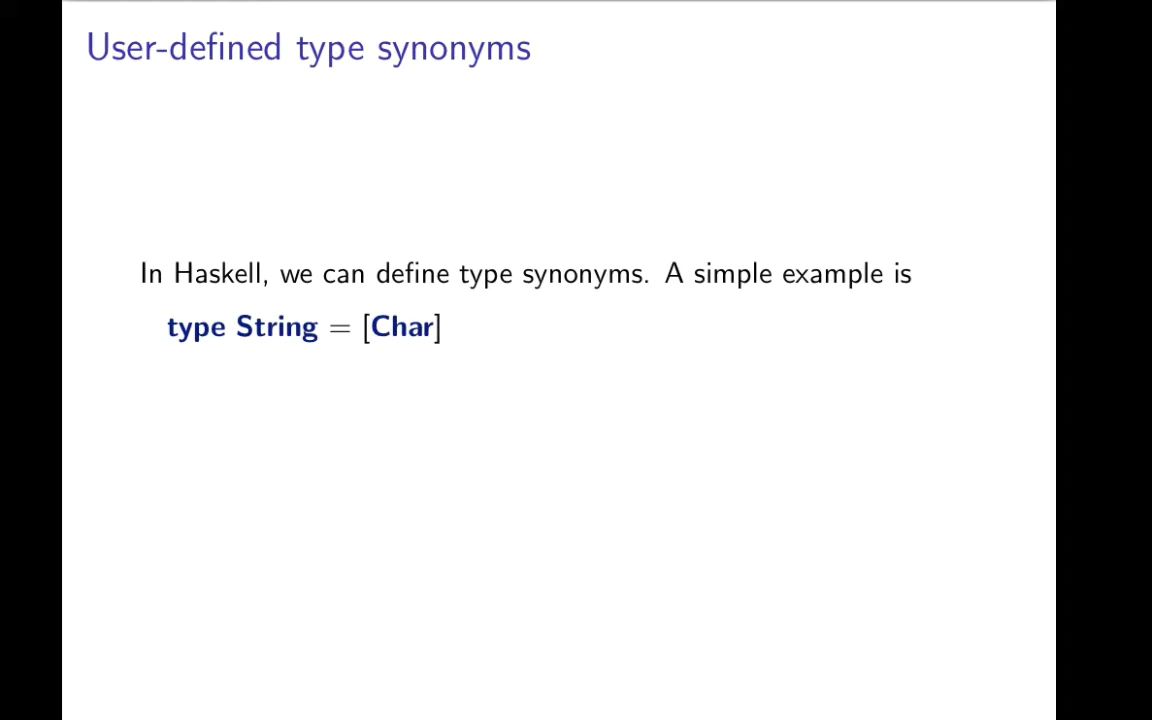 User-defined type synonyms
In Haskell, we can define type synonyms. A simple example is
type String = [Char]